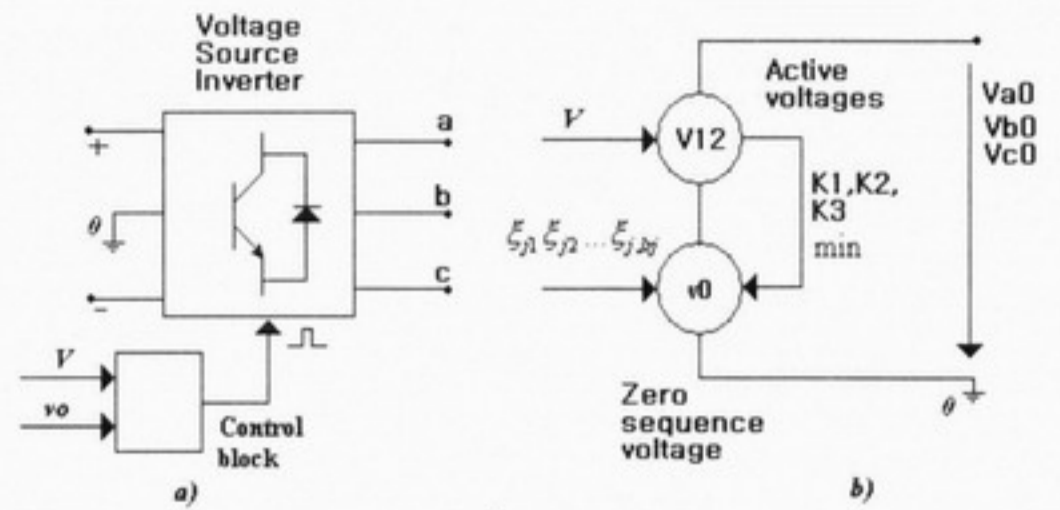 Voltage
Source
Inverter
+
θ
-
a
b
c
V
vo
Control
block
a)
V
V12
Active
voltages
K1,K2,
K3
min
ξj1 ξj2 ...
v0
Zero
sequence
voltage
Va0
Vb0
Vc0
θ
b)